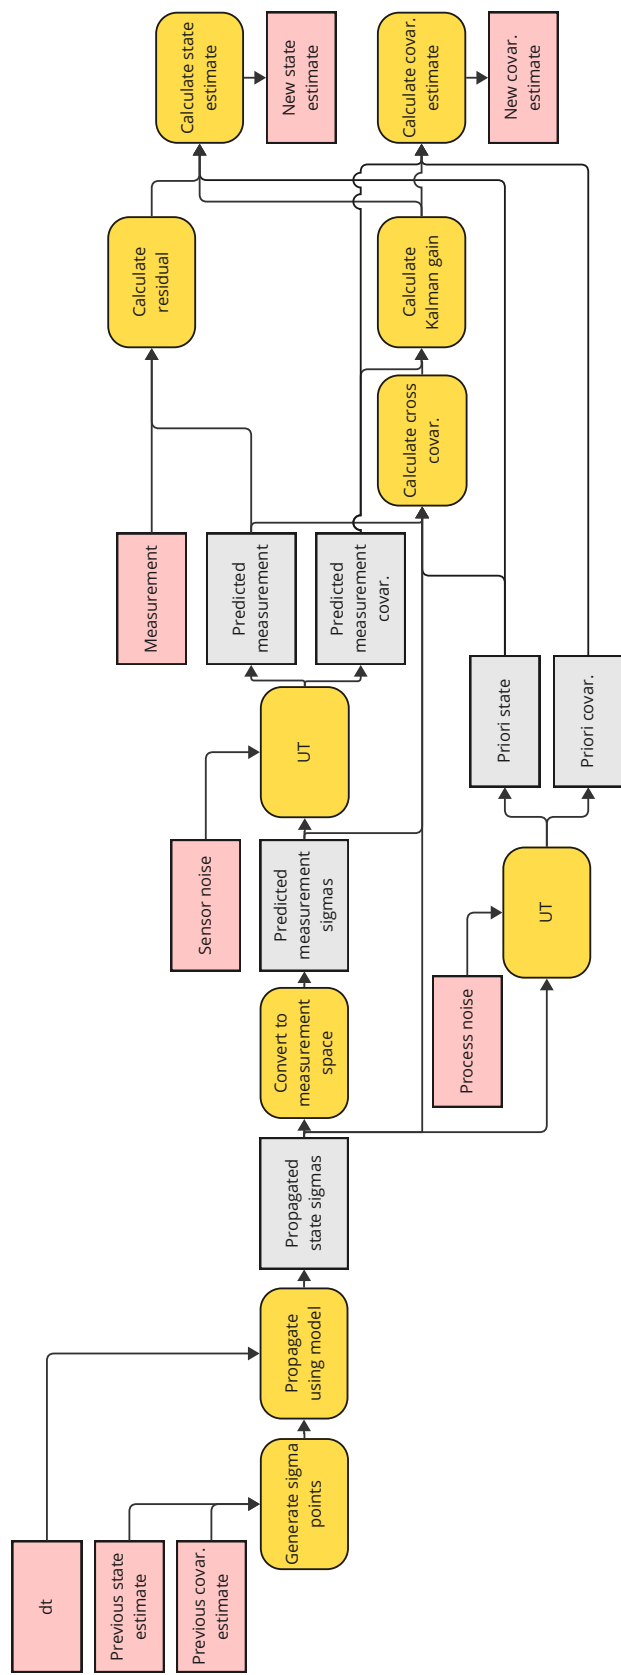 dt
Previous state
estimate
Previous covar.
estimate
Generate sigma
points
Propagate
using model
Propagated
state sigmas
Convert to
measurement
space
Process noise
Sensor noise
Predicted
measurement
sigmas
UT
UT
Measurement
Predicted
measurement
Predicted
measurement
covar.
Priori state
Priori covar.
Calculate cross
covar.
Calculate
residual
Calculate
Kalman gain
Calculate state
estimate
New state
estimate
Calculate covar.
estimate
New covar.
estimate